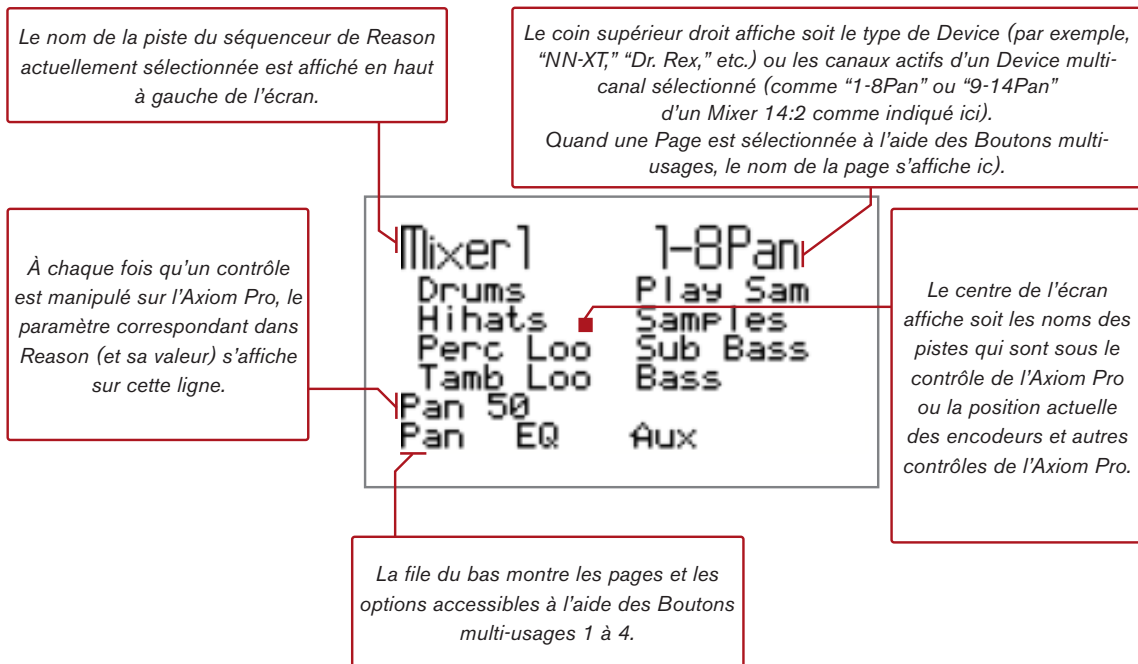 Le nom de la piste du séquenceur de Reason
actuellement sélectionnée est affiché en haut
à gauche de l'écran.
Le coin supérieur droit affiche soit le type de Device (par exemple,
“NN-XT,” “Dr. Rex,” etc.) ou les canaux actifs d'un Device multi-
canal sélectionné (comme “1-8Pan” ou “9-14Pan”
d'un Mixer 14:2 comme indiqué ici).
Quand une Page est sélectionnée à l'aide des Boutons multi-
usages, le nom de la page s'affiche ic).
À chaque fois qu'un contrôle
est manipulé sur l'Axiom Pro, le
paramètre correspondant dans
Reason (et sa valeur) s'affiche
sur cette ligne.
Mixer1 1-8Pan
Drums Play Sam
Hihats Samples
Perc Loo Sub Bass
Tamb Loo Bass
Pan 50
Pan EQ Aux
Le centre de l'écran
affiche soit les noms des
pistes qui sont sous le
contrôle de l'Axiom Pro
ou la position actuelle
des encodeurs et autres
contrôles de l'Axiom Pro.
La file du bas montre les pages et les
options accessibles à l'aide des Boutons
multi-usages 1 à 4.